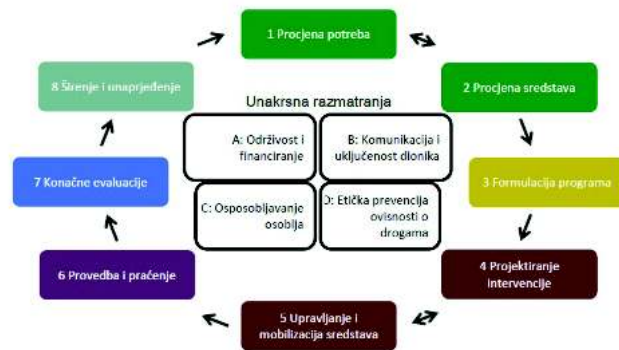 1 Procjena potreba
2 Procjena sredstava
3 Formulacija programa
4 Projektiranje
intervencije
5 Upravljanje i
mobilizacija sredstava
6 Provedba i praćenje
7 Konačne evaluacije
8 Širenje i unaprjeđenje
Unakrsna razmatranja
A: Održivost i
financiranje
B: Komunikacija i
uključenost dionika
C: Osposobljavanje
osoblja
D: Etička prevencija
ovisnosti o
drogama